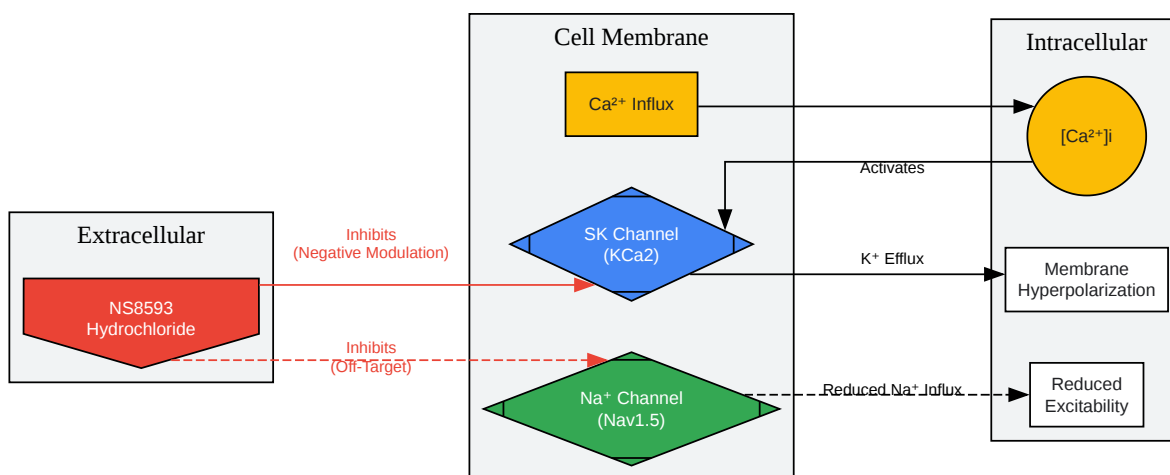 Cell Membrane
Intracellular
Ca²⁺ Influx
[Ca²⁺]i
Activates
Extracellular
Inhibits
(Negative Modulation)
SK Channel
(KCa2)
K⁺ Efflux
Membrane
Hyperpolarization
NS8593
Hydrochloride
Inhibits
(Off-Target)
Na⁺ Channel
(Nav1.5)
Reduced Na⁺ Influx
Reduced
Excitability